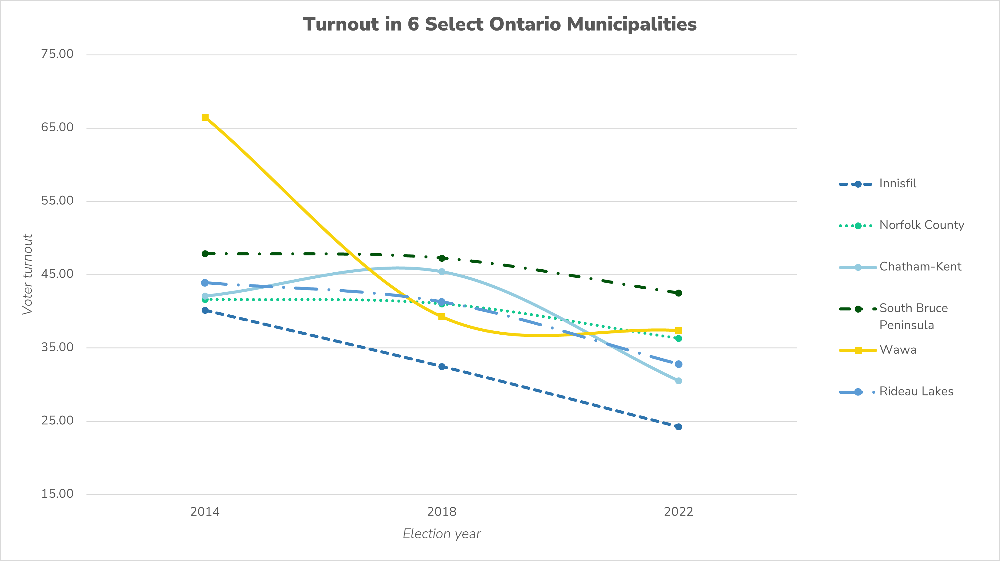 Turnout in 6 Select Ontario Municipalities
75.00
65.00
55.00
45.00
35.00
25.00
15.00
Voter turnout
2014
2018
2022
Election year
Innisfil
Norfolk County
Chatham-Kent
South Bruce
Peninsula
Wawa
Rideau Lakes